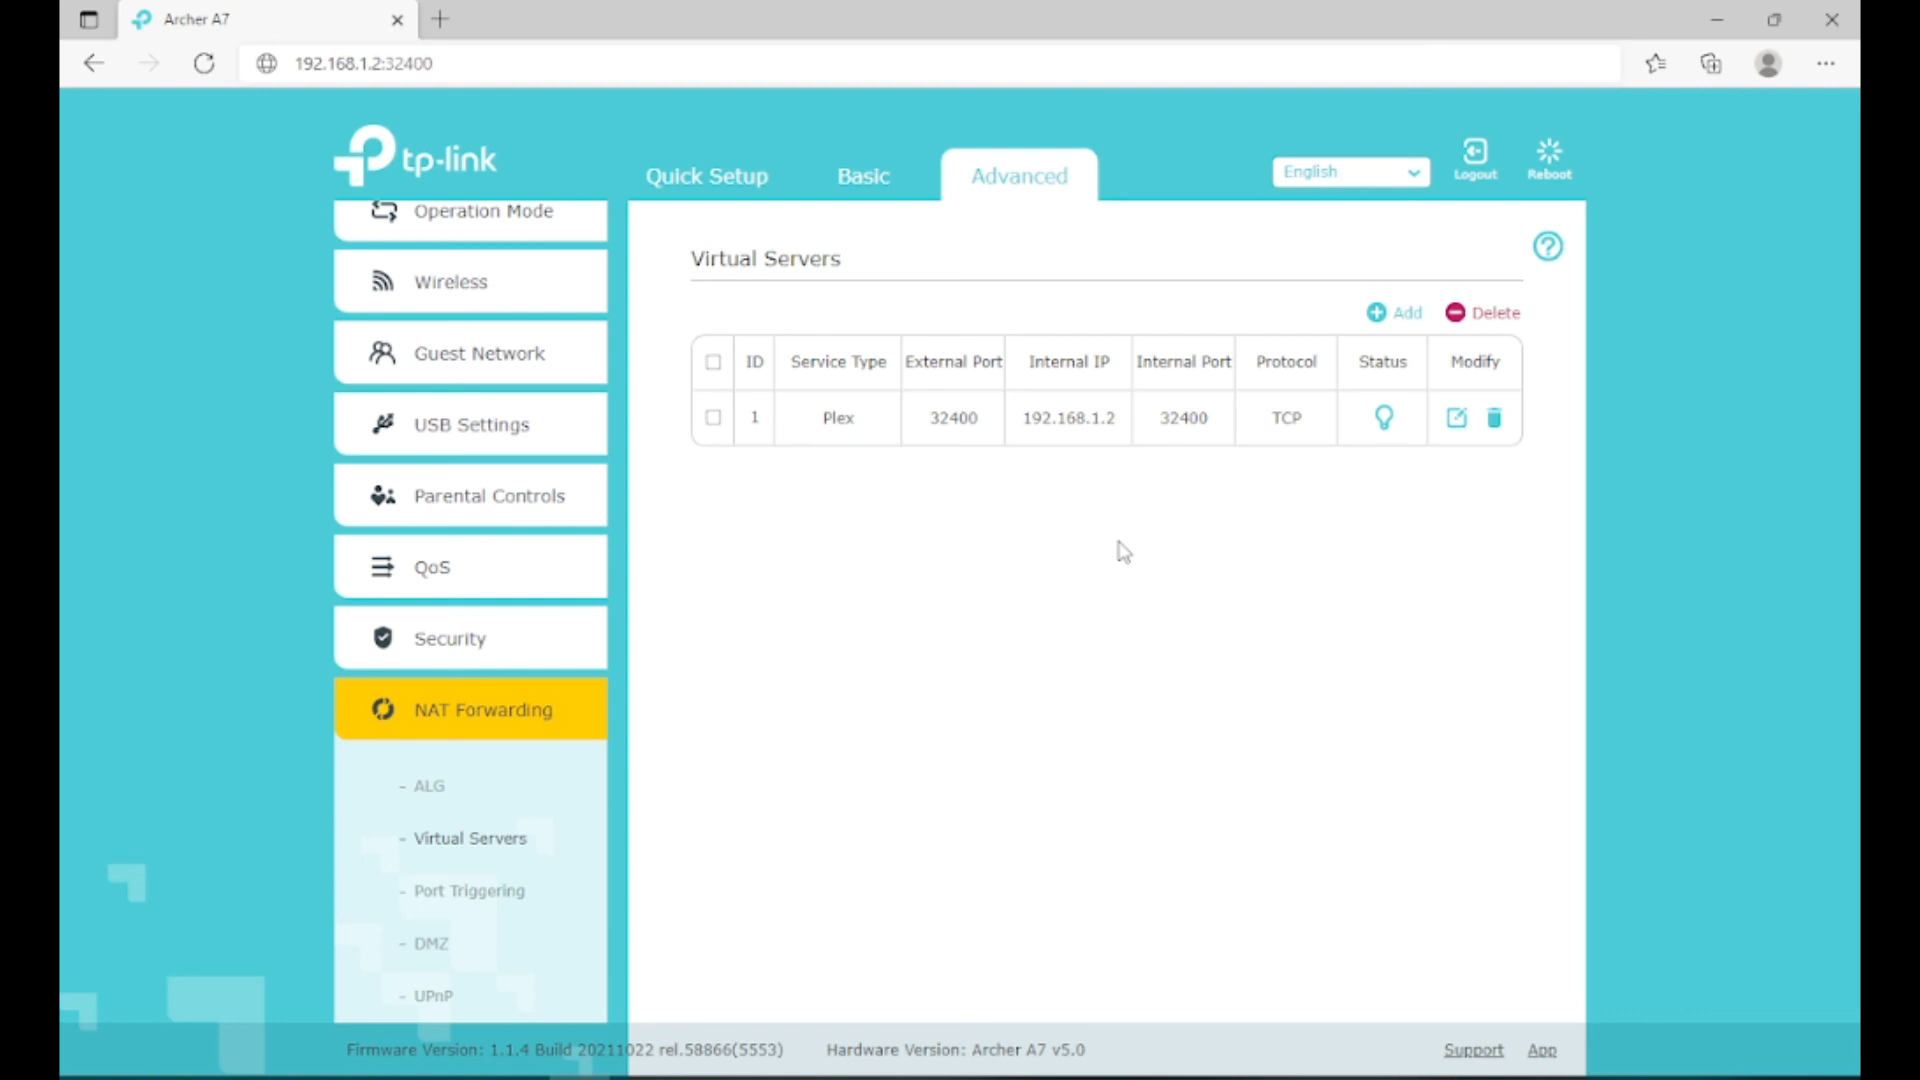 Archer A7
192.168.1.2:32400
tp-link
Quick Setup
Basic
Advanced
English
Logout
Reboot
Operation Mode
Wireless
Guest Network
USB Settings
Parental Controls
QoS
Security
NAT Forwarding
- ALG
- Virtual Servers
- Port Triggering
- DMZ
- UPnP
Virtual Servers
Add
Delete
ID Service Type External Port Internal IP Internal Port Protocol Status Modify
1 Plex 32400 192.168.1.2 32400 TCP
Firmware Version: 1.1.4 Build 20211022 rel.58866(5553) Hardware Version: Archer A7 v5.0 Support App